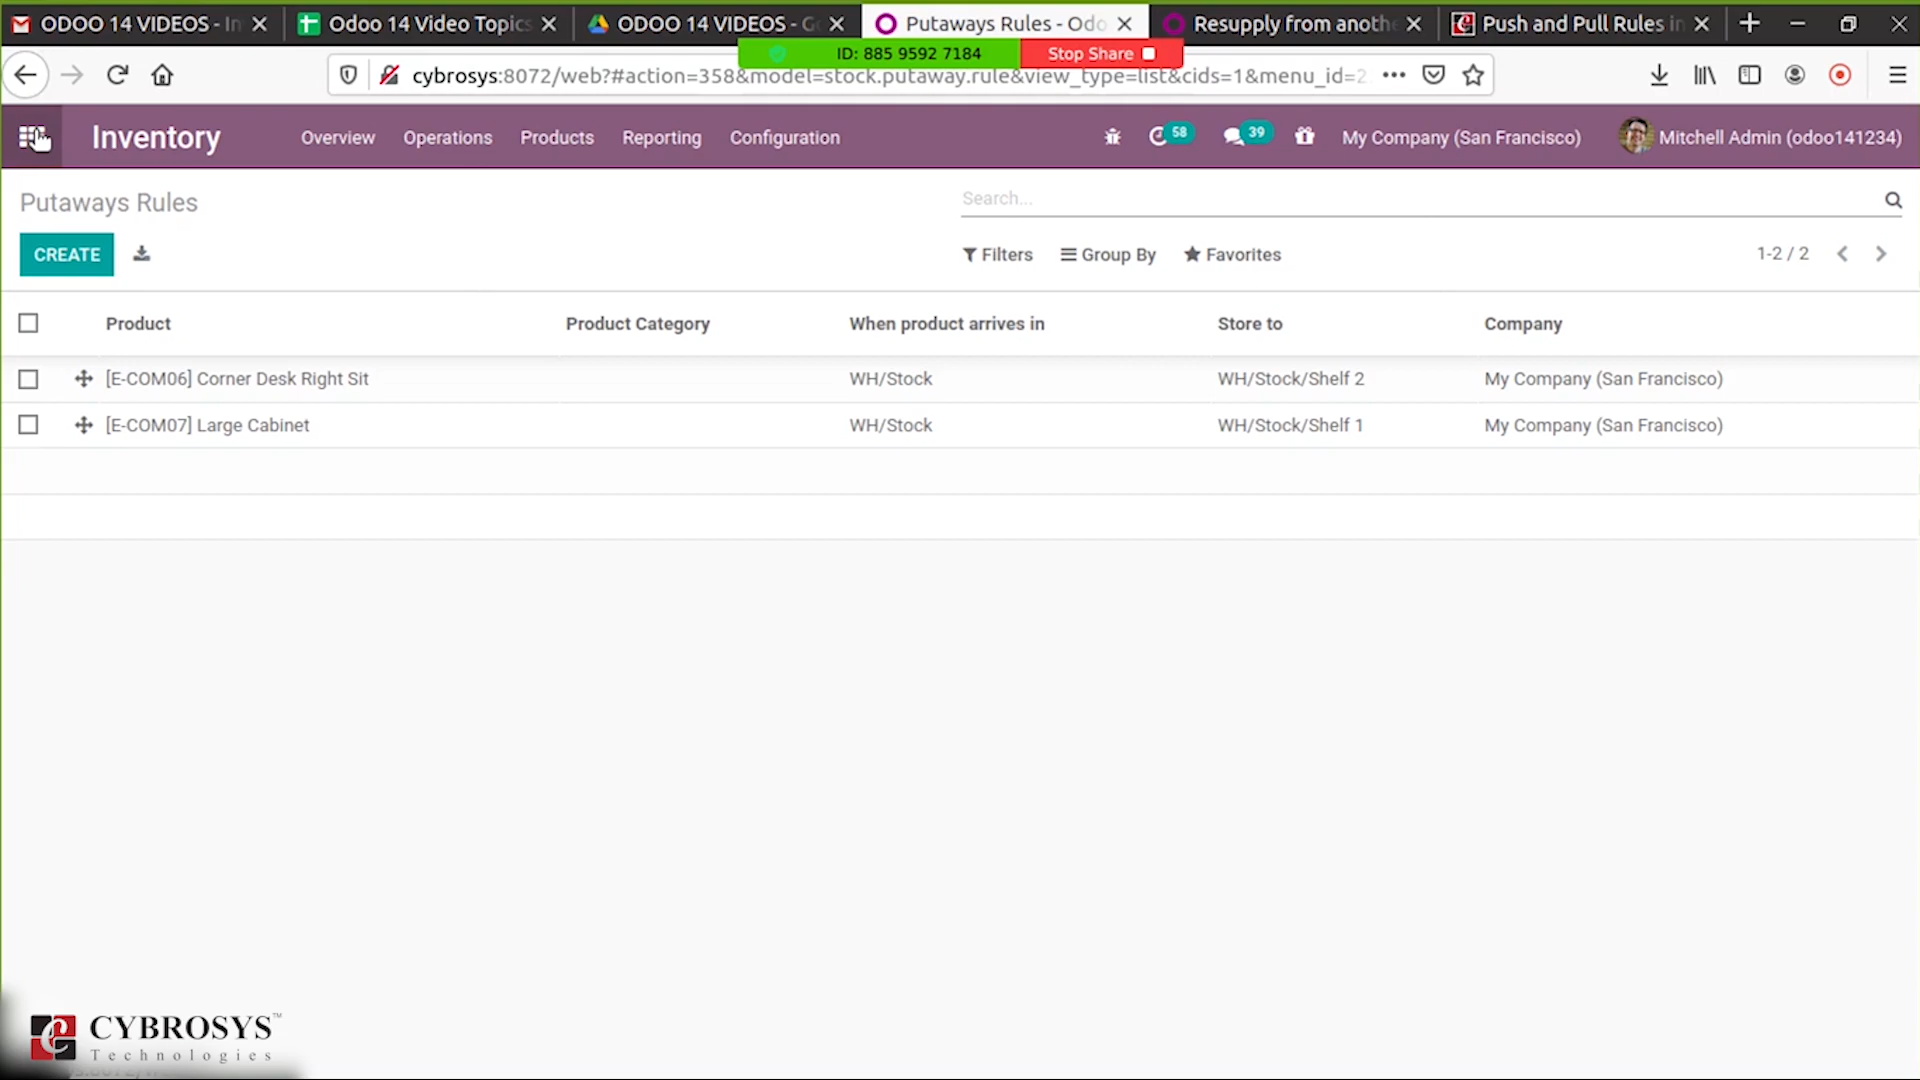 ODOO 14 VIDEOS - In
Odoo 14 Video Topics
ODOO 14 VIDEOS - Go
Putaways Rules - Odo
Resupply from anothe
Push and Pull Rules in
ID: 885 9592 7184
Stop Share
cybrosys:8072/web?#action=358&model=stock.putaway.rule&view_type=list&cids=1&menu_id=2
Inventory
Overview
Operations
Products
Reporting
Configuration
58
39
My Company (San Francisco)
Mitchell Admin (odoo141234)
Putaways Rules
Search...
CREATE
Filters
Group By
Favorites
1-2 / 2
Product
Product Category
When product arrives in
Store to
Company
[E-COM06] Corner Desk Right Sit
WH/Stock
WH/Stock/Shelf 2
My Company (San Francisco)
[E-COM07] Large Cabinet
WH/Stock
WH/Stock/Shelf 1
My Company (San Francisco)
CYBROSYS™
Technologies